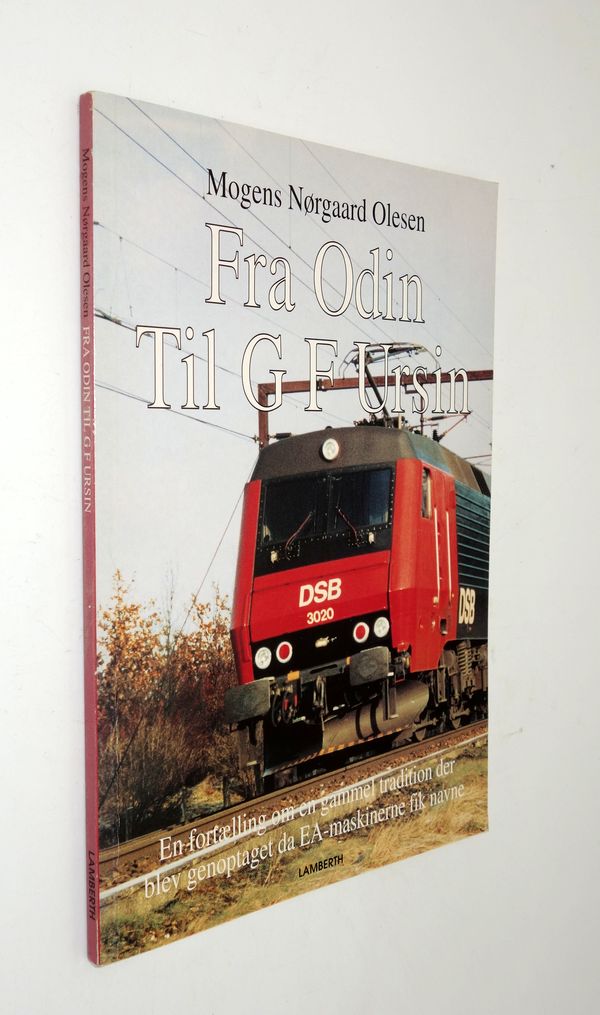 Mogens Nørgaard Olesen
Fra Odin
Til G F Ursin
DSB
3020
DSB
En fortælling om en gammel tradition der
blev genoptaget da EA-maskinerne fik navne
LAMBERTH
Mogens Nørgaard Olesen FRA ODIN TIL G F URSIN
LAMBERTH